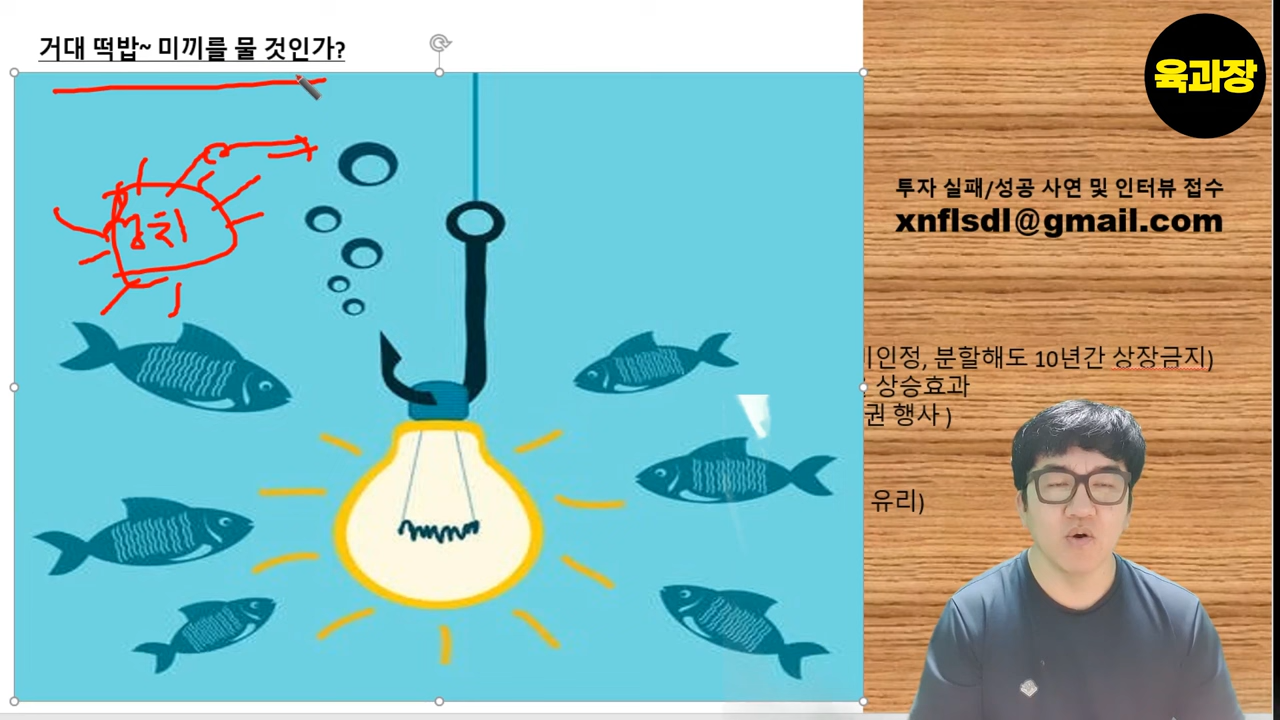 거대 떡밥~ 미끼를 물 것인가?
육과장
투자 실패/성공 사연 및 인터뷰 접수
xnflsdl@gmail.com
인정, 분할해도 10년간 상장금지)
상승효과
권 행사 )
유리)